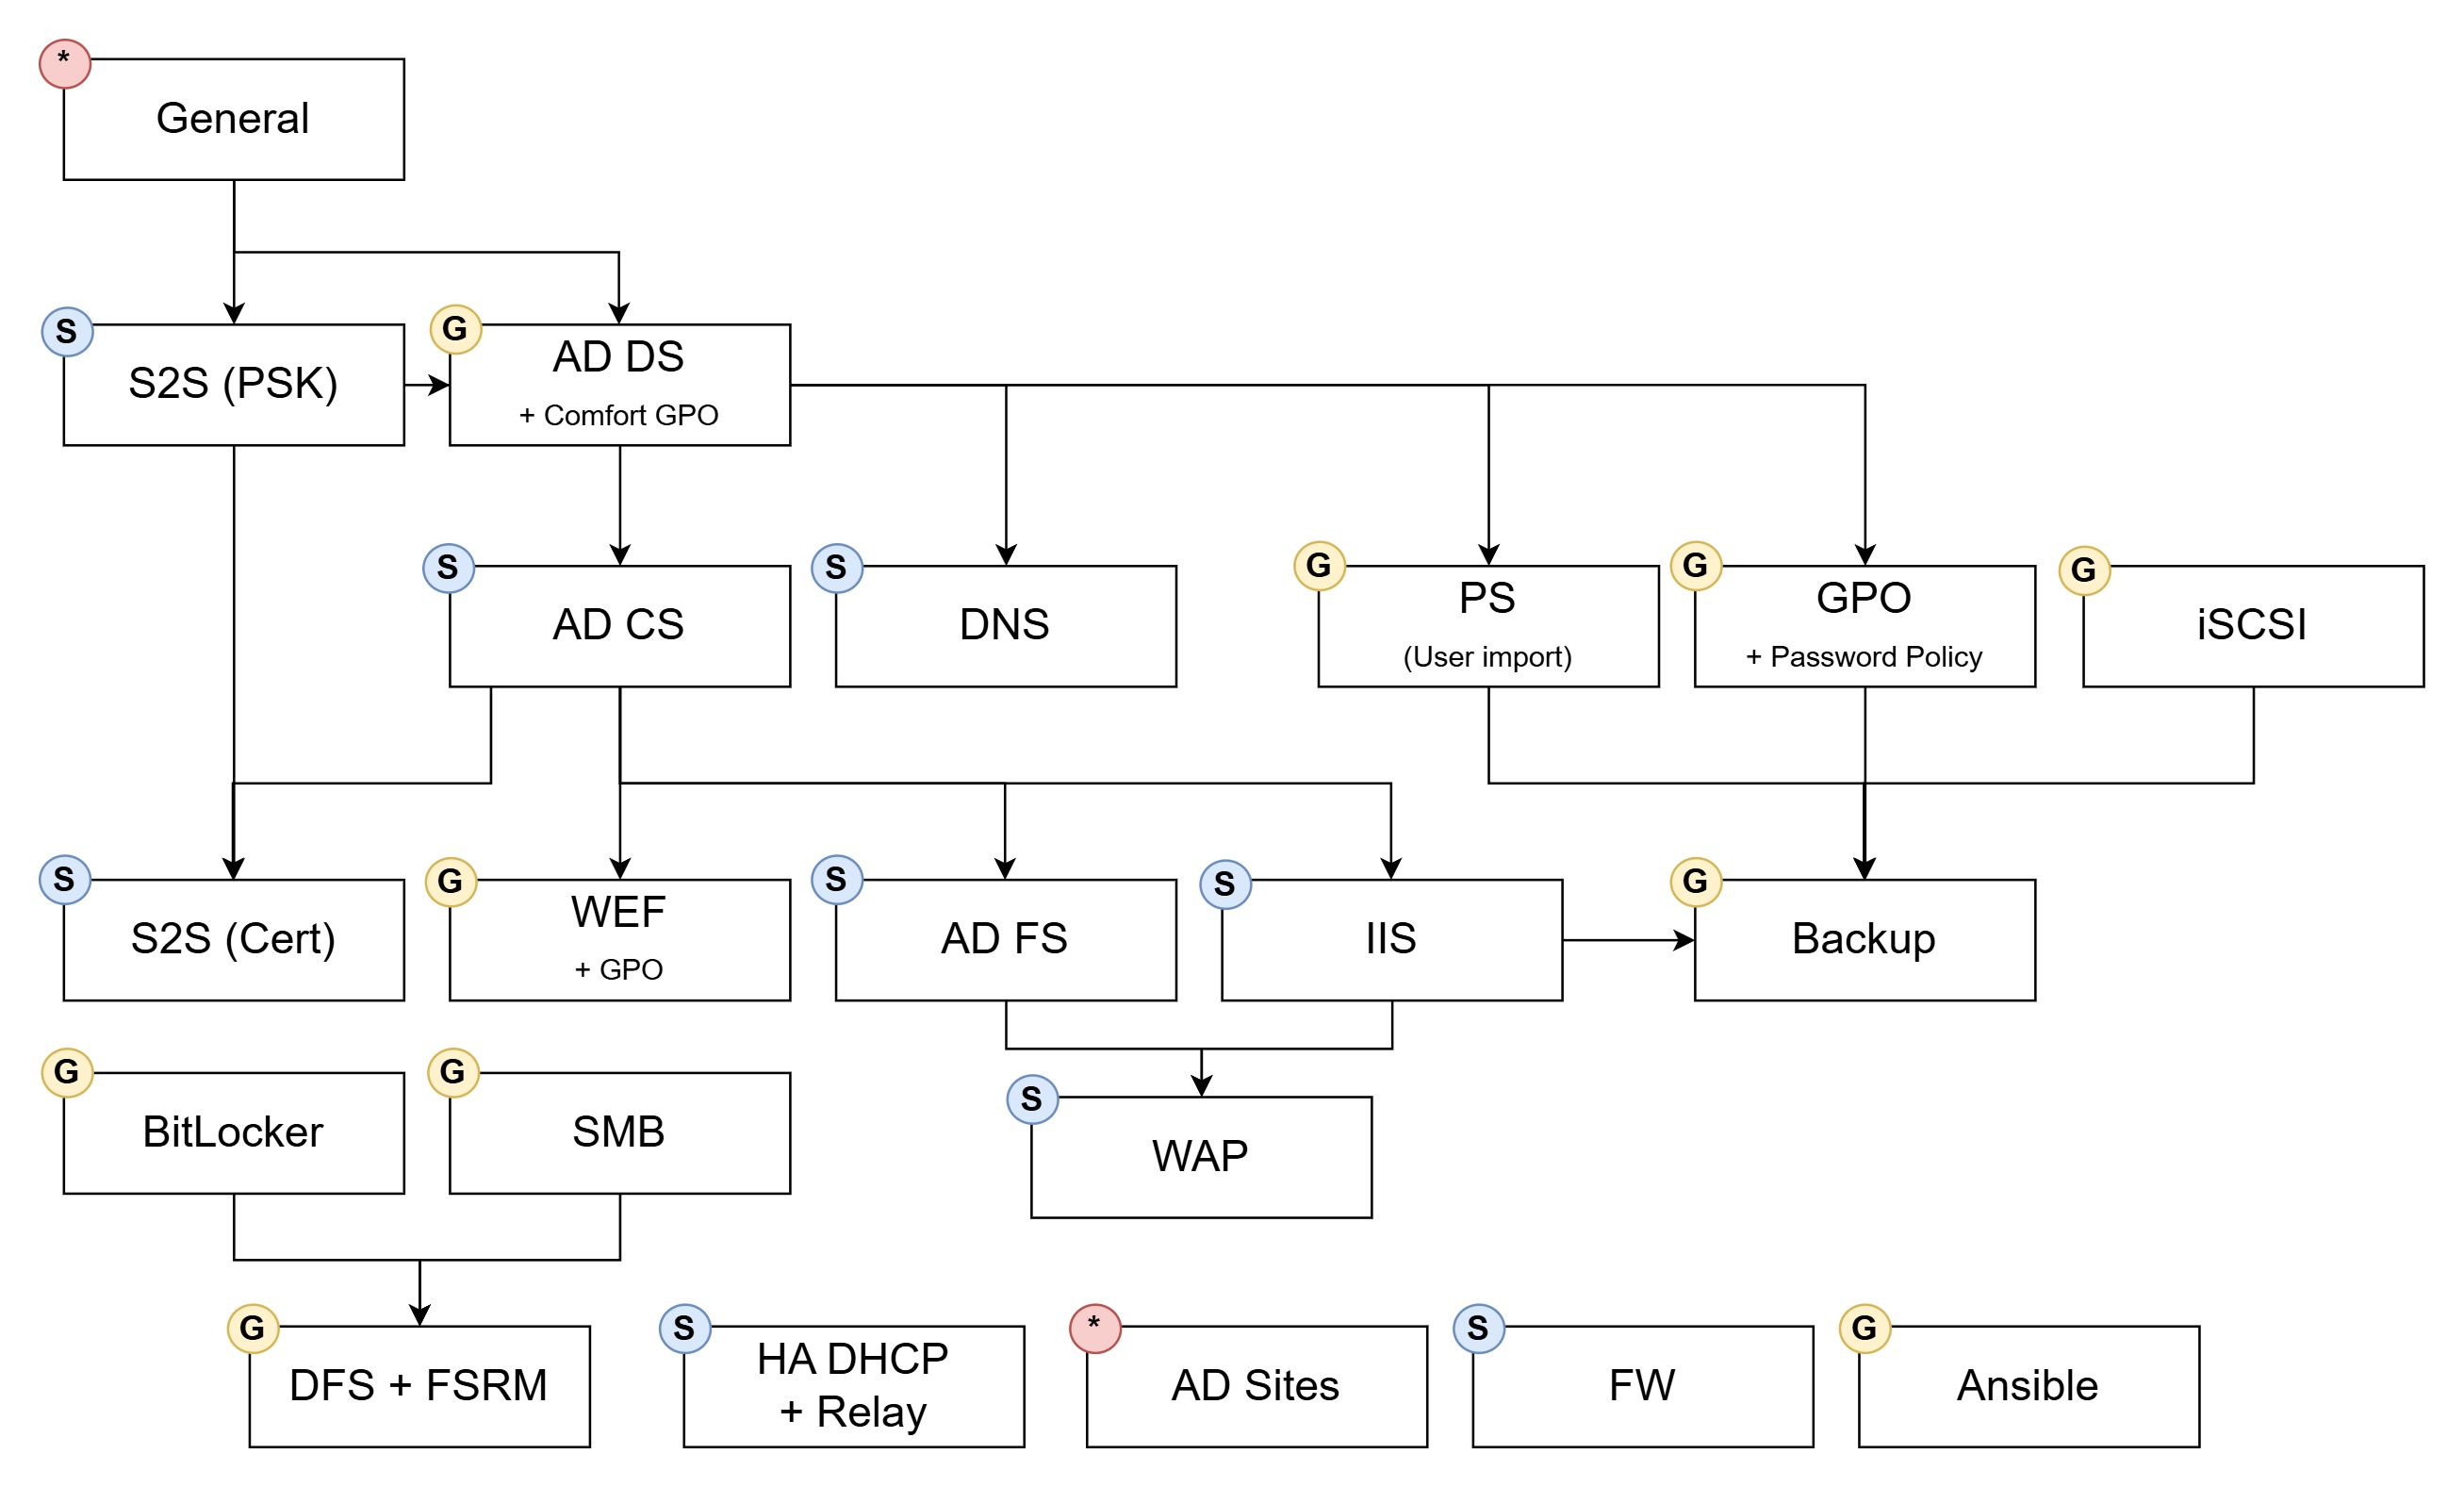 *
General
S
S2S (PSK)
G
AD DS
+ Comfort GPO
S
AD CS
S
DNS
G
PS
(User import)
G
GPO
+ Password Policy
G
iSCSI
S
S2S (Cert)
G
WEF
+ GPO
S
AD FS
S
IIS
G
Backup
G
BitLocker
G
SMB
S
WAP
G
DFS + FSRM
S
HA DHCP
+ Relay
*
AD Sites
S
FW
G
Ansible